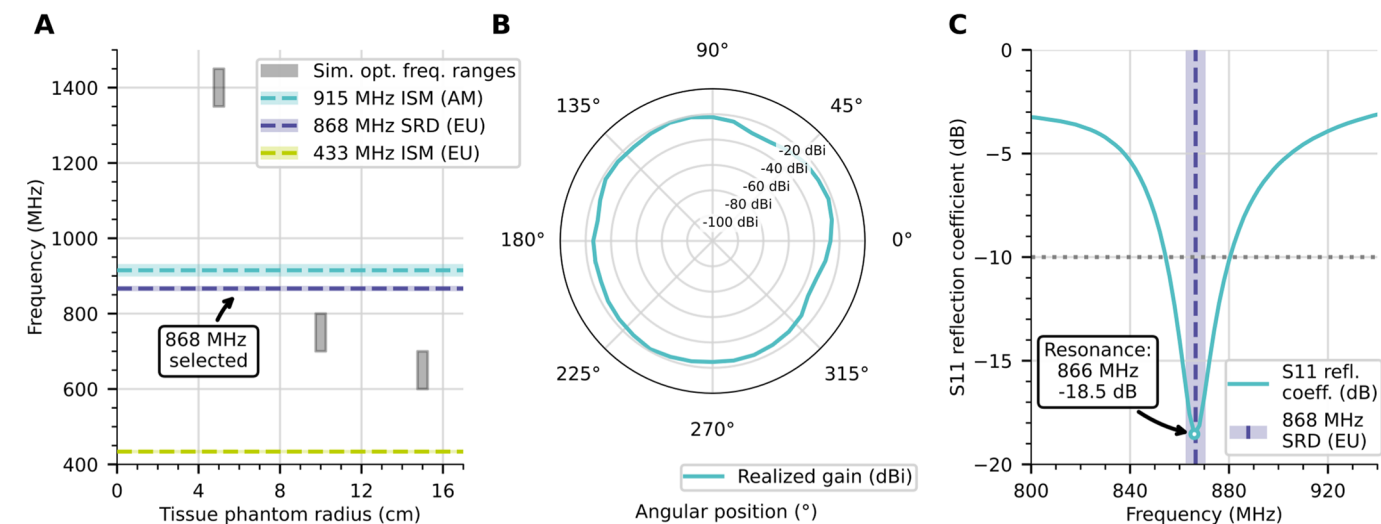 A
Frequency (MHz)
1400
1200
1000
800
600
400
0
4
8
12
16
Tissue phantom radius (cm)
Sim. opt. freq. ranges
915 MHz ISM (AM)
868 MHz SRD (EU)
433 MHz ISM (EU)
868 MHz
selected
B
90°
135°
45°
180°
0°
225°
315°
270°
-20 dBi
-40 dBi
-60 dBi
-80 dBi
-100 dBi
Realized gain (dBi)
Angular position (°)
C
S11 reflection coefficient (dB)
0
−5
−10
−15
−20
800
840
880
920
Frequency (MHz)
Resonance:
866 MHz
-18.5 dB
S11 refl.
coeff. (dB)
868 MHz
SRD (EU)